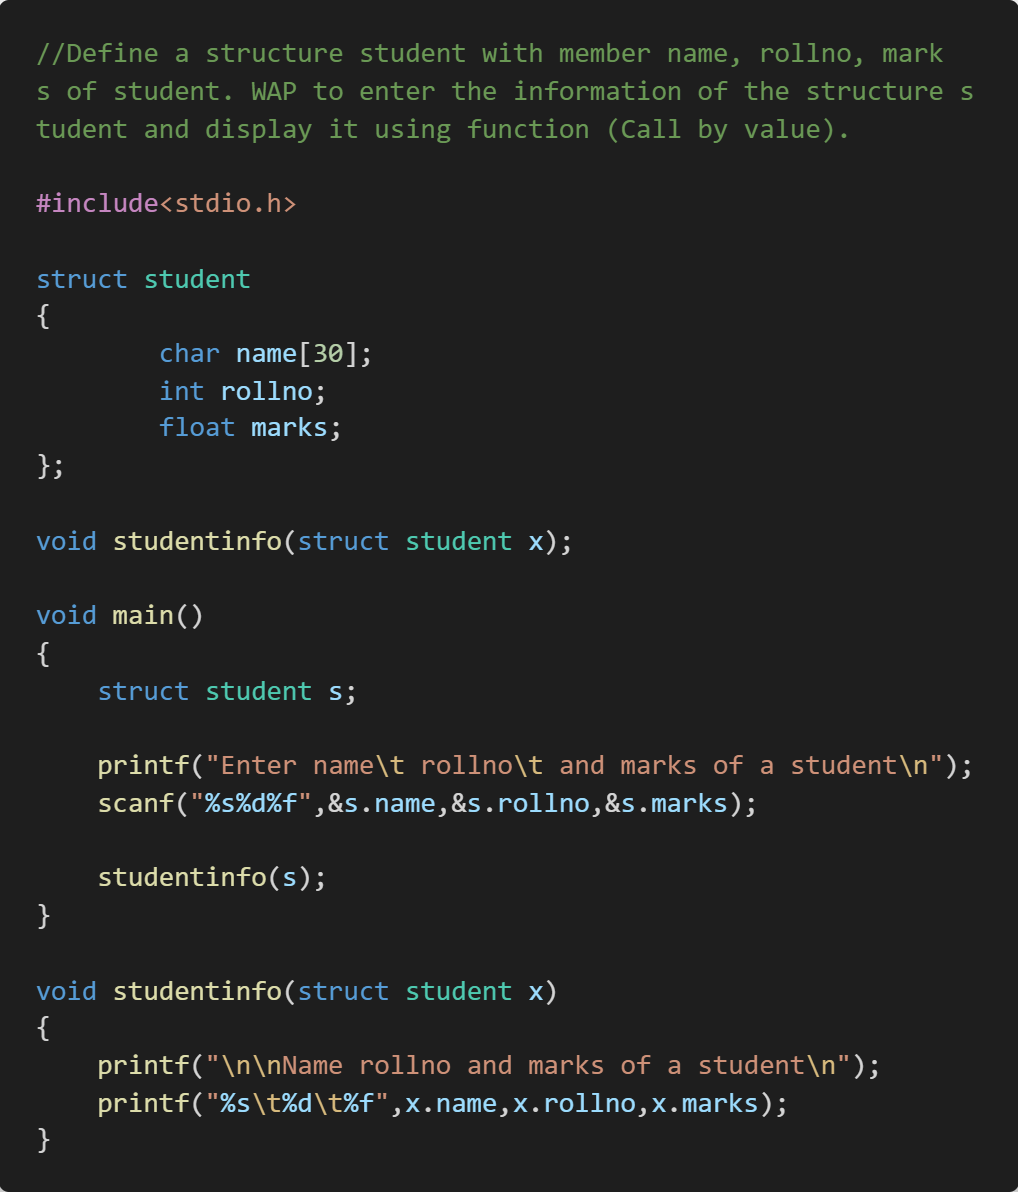 //Define a structure student with member name, rollno, mark
s of student. WAP to enter the information of the structure s
tudent and display it using function (Call by value).

#include<stdio.h>

struct student
{
        char name[30];
        int rollno;
        float marks;
};

void studentinfo(struct student x);

void main()
{
    struct student s;

    printf("Enter name\t rollno\t and marks of a student\n");
    scanf("%s%d%f",&s.name,&s.rollno,&s.marks);

    studentinfo(s);
}

void studentinfo(struct student x)
{
    printf("\n\nName rollno and marks of a student\n");
    printf("%s\t%d\t%f",x.name,x.rollno,x.marks);
}